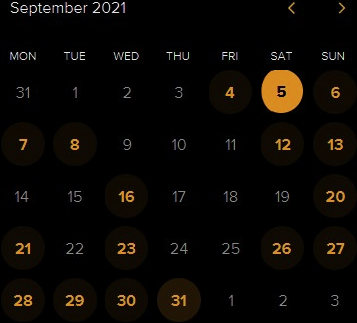 September 2021
MON TUE WED THU FRI SAT SUN
31 1 2 3 4 5 6
7 8 9 10 11 12 13
14 15 16 17 18 19 20
21 22 23 24 25 26 27
28 29 30 31 1 2 3